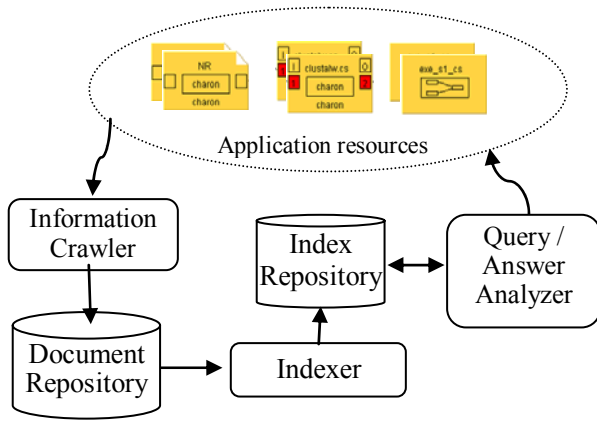 NR
charon
charon
clustalw.cs
charon
charon
exe_s1_cs
Application resources
Information
Crawler
Index
Repository
Query /
Answer
Analyzer
Document
Repository
Indexer